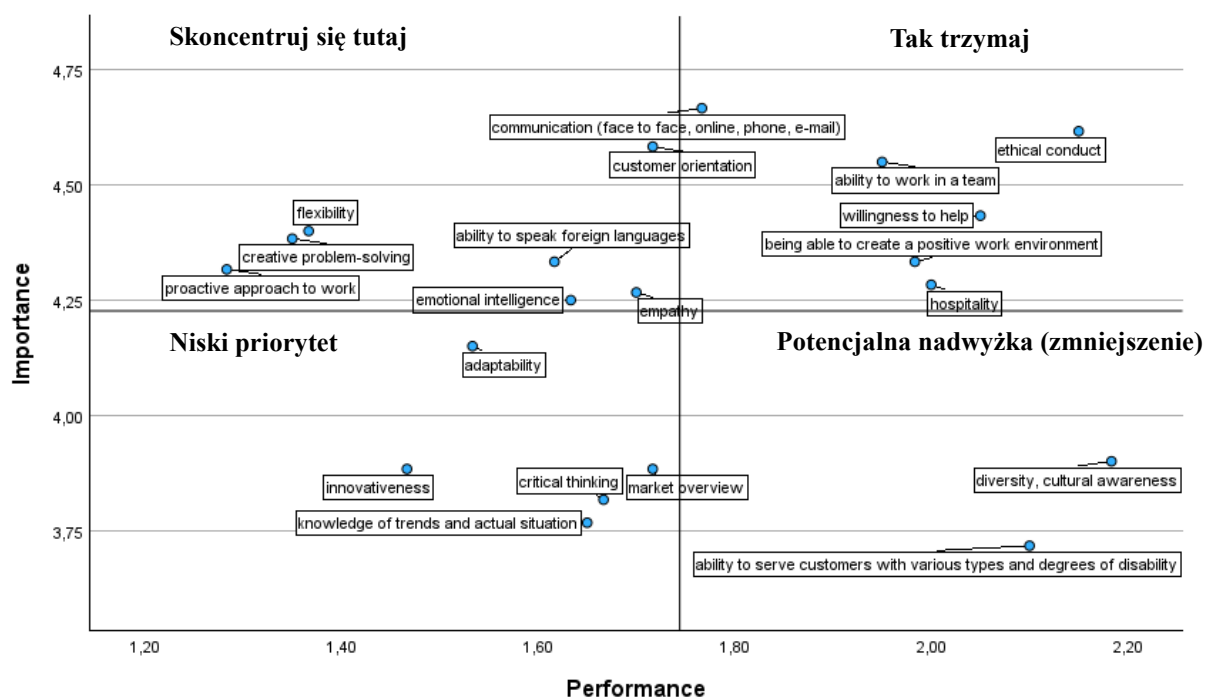 Skoncentruj się tutaj
Tak trzymaj
4,75
communication (face to face, online, phone, e-mail)
ethical conduct
customer orientation
4,50
ability to work in a team
flexibility
willingness to help
ability to speak foreign languages
being able to create a positive work environment
creative problem-solving
proactive approach to work
emotional intelligence
4,25
empathy
hospitality
Niski priorytet
Potencjalna nadwyżka (zmniejszenie)
adaptability
Importance
4,00
innovativeness
critical thinking
market overview
diversity, cultural awareness
knowledge of trends and actual situation
3,75
ability to serve customers with various types and degrees of disability
1,20
1,40
1,60
1,80
2,00
2,20
Performance